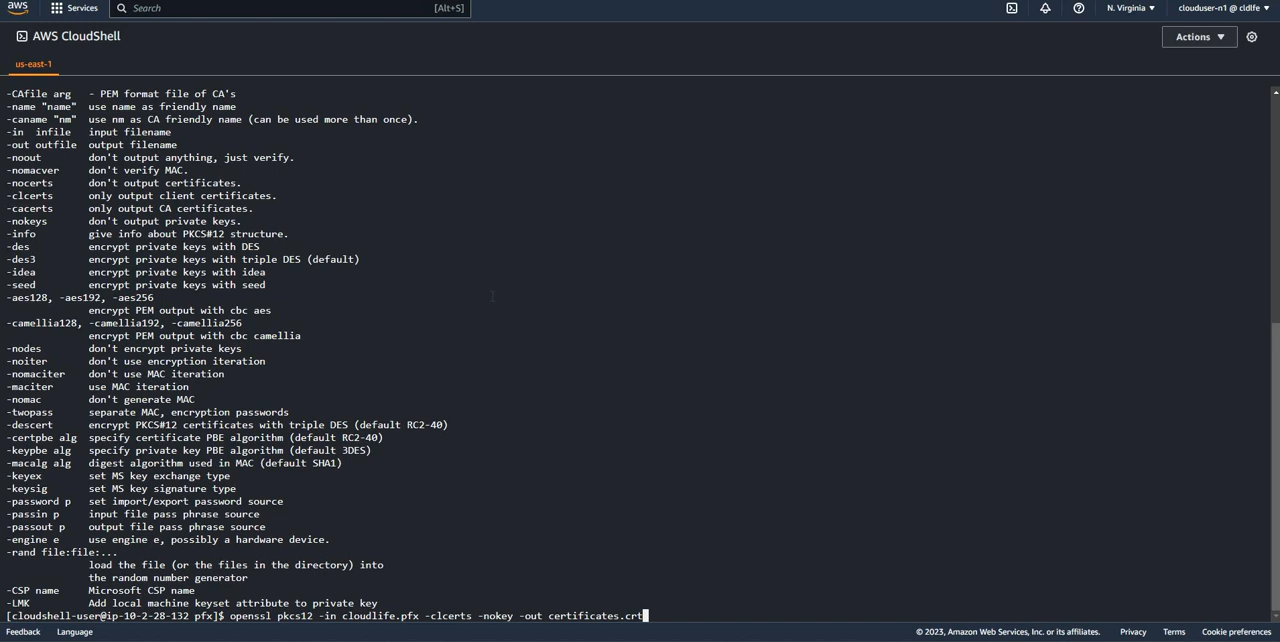 aws
Services
Search
[Alt+S]
N. Virginia ▼
clouduser-n1 @ cldlfe ▼
AWS CloudShell
Actions ▼
us-east-1
-CAfile arg - PEM format file of CA's
-name "name" use name as friendly name
-caname "nm" use nm as CA friendly name (can be used more than once).
-in infile input filename
-out outfile output filename
-noout don't output anything, just verify.
-nomacver don't verify MAC.
-nocerts don't output certificates.
-clcerts only output client certificates.
-cacerts only output CA certificates.
-nokeys don't output private keys.
-info give info about PKCS#12 structure.
-des encrypt private keys with DES
-des3 encrypt private keys with triple DES (default)
-idea encrypt private keys with idea
-seed encrypt private keys with seed
-aes128, -aes192, -aes256
encrypt PEM output with cbc aes
-camellia128, -camellia192, -camellia256
encrypt PEM output with cbc camellia
-nodes don't encrypt private keys
-noiter don't use encryption iteration
-nomaciter don't use MAC iteration
-maciter use MAC iteration
-nomac don't generate MAC
-twopass separate MAC, encryption passwords
-descert encrypt PKCS#12 certificates with triple DES (default RC2-40)
-certpbe alg specify certificate PBE algorithm (default RC2-40)
-keypbe alg specify private key PBE algorithm (default 3DES)
-macalg alg digest algorithm used in MAC (default SHA1)
-keyex set MS key exchange type
-keysig set MS key signature type
-password p set import/export password source
-passin p input file pass phrase source
-passout p output file pass phrase source
-engine e use engine e, possibly a hardware device.
-rand file:file:...
load the file (or the files in the directory) into
the random number generator
-CSP name Microsoft CSP name
-LMK Add local machine keyset attribute to private key
[cloudshell-user@ip-10-2-28-132 pfx]$ openssl pkcs12 -in cloudlife.pfx -clcerts -nokey -out certificates.crt
Feedback
Language
© 2023, Amazon Web Services, Inc. or its affiliates.
Privacy
Terms
Cookie preferences